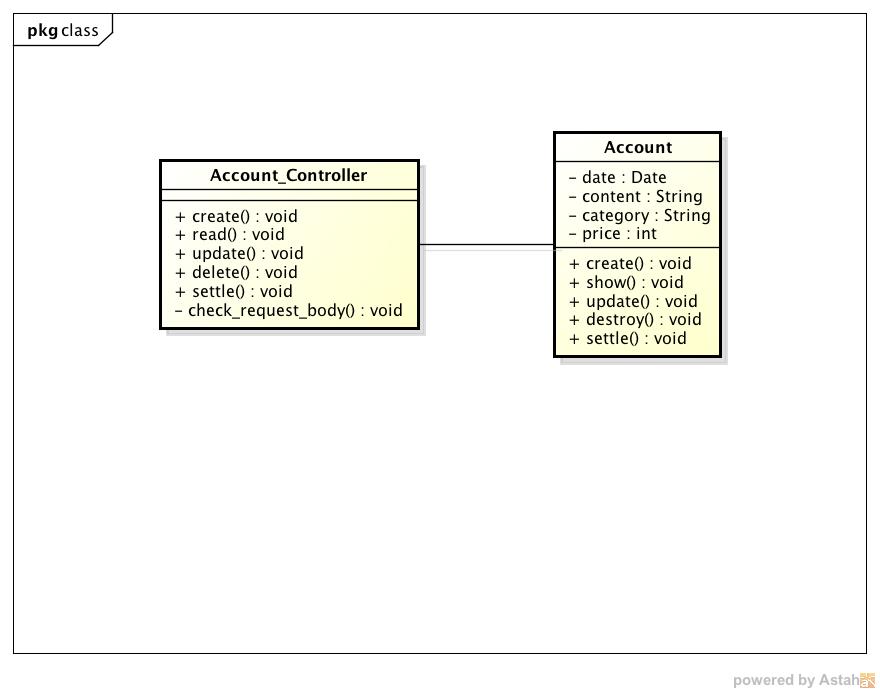 pkg class
Account_Controller
+ create() : void
+ read() : void
+ update() : void
+ delete() : void
+ settle() : void
- check_request_body() : void
Account
- date : Date
- content : String
- category : String
- price : int
+ create() : void
+ show() : void
+ update() : void
+ destroy() : void
+ settle() : void
powered by Astah